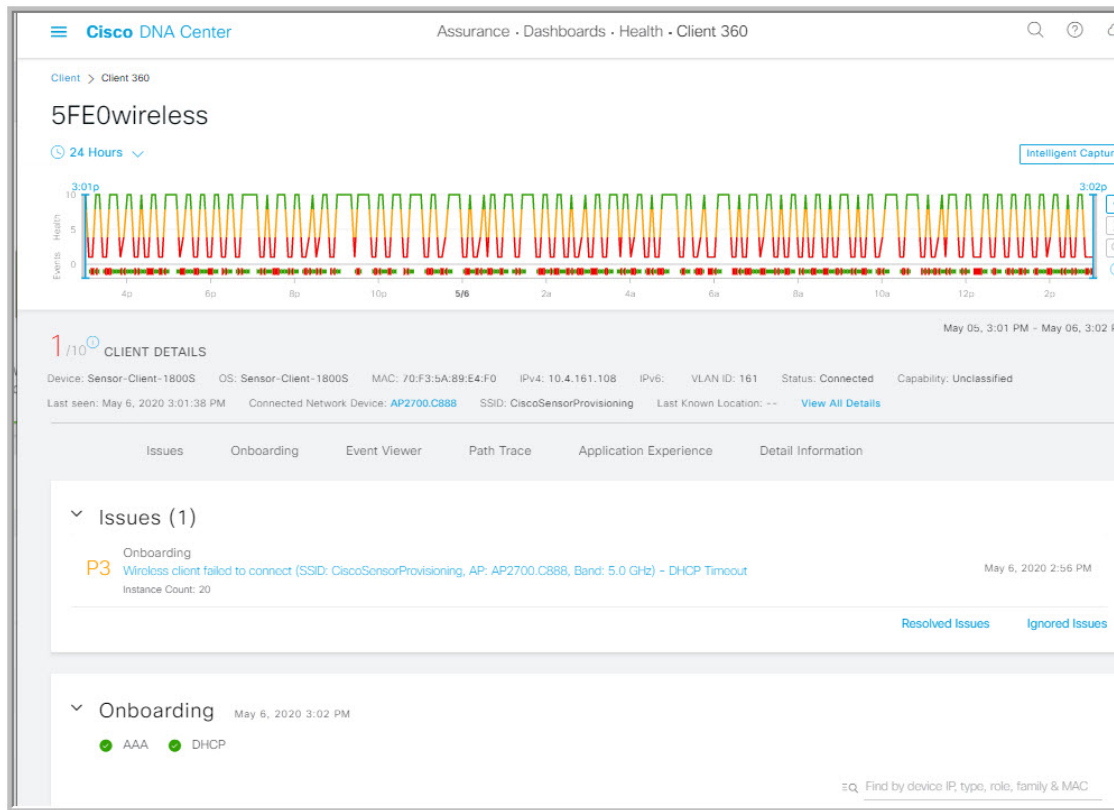 Cisco DNA Center
Assurance · Dashboards · Health · Client 360
Client > Client 360
5FE0wireless
24 Hours
Intelligent Captur
3:01p
3:02p
10
5
0
Health
Events
4p 6p 8p 10p 5/6 2a 4a 6a 8a 10a 12p 2p
May 05, 3:01 PM - May 06, 3:02 P
1/10 CLIENT DETAILS
Device: Sensor-Client-1800S OS: Sensor-Client-1800S MAC: 70:F3:5A:89:E4:F0 IPv4: 10.4.161.108 IPv6: VLAN ID: 161 Status: Connected Capability: Unclassified
Last seen: May 6, 2020 3:01:38 PM Connected Network Device: AP2700.C888 SSID: CiscoSensorProvisioning Last Known Location: -- View All Details
Issues Onboarding Event Viewer Path Trace Application Experience Detail Information
Issues (1)
Onboarding
P3 Wireless client failed to connect (SSID: CiscoSensorProvisioning, AP: AP2700.C888, Band: 5.0 GHz) - DHCP Timeout
May 6, 2020 2:56 PM
Instance Count: 20
Resolved Issues Ignored Issues
Onboarding May 6, 2020 3:02 PM
AAA DHCP
Find by device IP, type, role, family & MAC